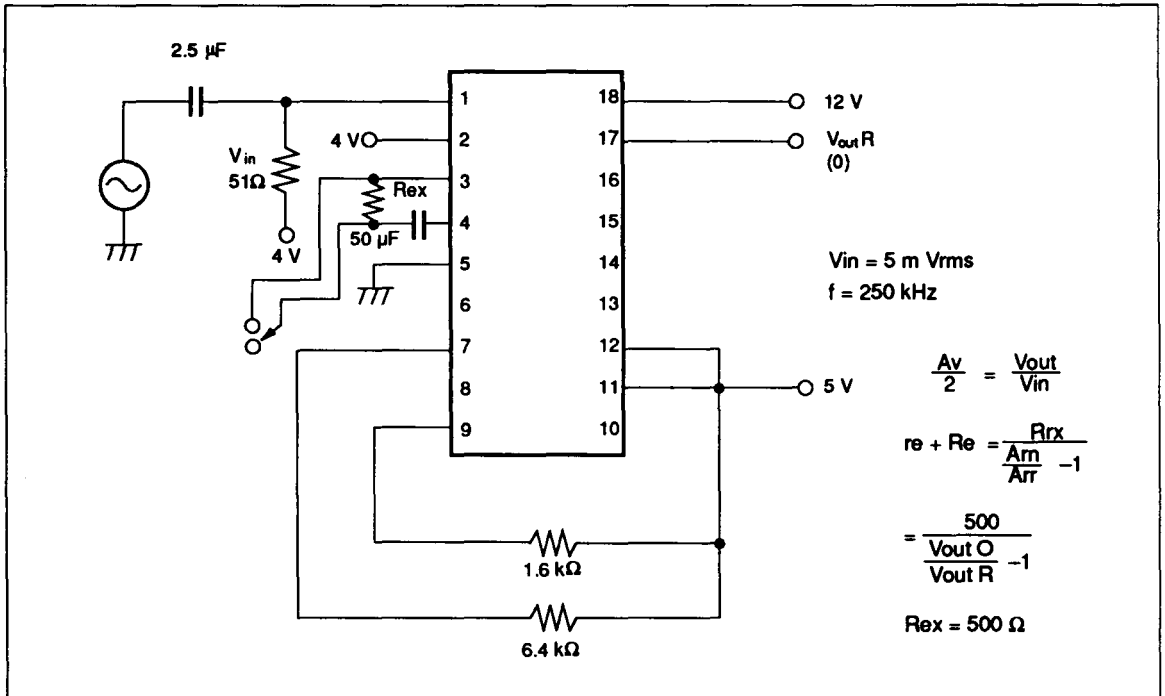 2.5 µF
Vin
51Ω
4 V
4 V
Rex
50 µF
1
2
3
4
5
6
7
8
9
18
17
16
15
14
13
12
11
10
12 V
Vout R
(0)
5 V
1.6 kΩ
6.4 kΩ
Vin = 5 m Vrms
f = 250 kHz
Av/2 = Vout/Vin
re + Re = Rrx / (Arn/Arr −1)
= 500 / (Vout O/Vout R −1)
Rex = 500 Ω